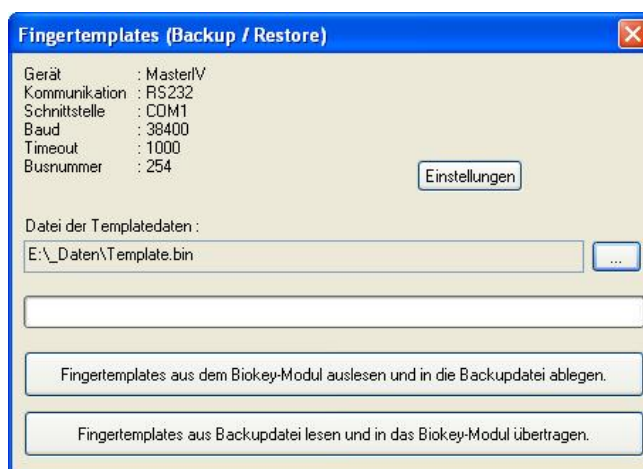 Fingertemplates (Backup / Restore)
Gerät : MasterIV
Kommunikation : RS232
Schnittstelle : COM1
Baud : 38400
Timeout : 1000
Busnummer : 254
Einstellungen
Datei der Templatedaten :
E:\_Daten\Template.bin
...
Fingertemplates aus dem Biokey-Modul auslesen und in die Backupdatei ablegen.
Fingertemplates aus Backupdatei lesen und in das Biokey-Modul übertragen.